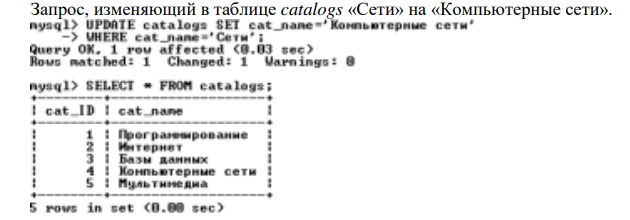 Запрос, изменяющий в таблице catalogs «Сети» на «Компьютерные сети».
mysql> UPDATE catalogs SET cat_name='Компьютерные сети'
-> WHERE cat_name='Сети';
Query OK, 1 row affected (0.03 sec)
Rows matched: 1 Changed: 1 Warnings: 0
mysql> SELECT * FROM catalogs;
+--------+-------------------+
| cat_ID | cat_name |
+--------+-------------------+
| 1 | Программирование |
| 2 | Интернет |
| 3 | Базы данных |
| 4 | Компьютерные сети |
| 5 | Мультимедиа |
+--------+-------------------+
5 rows in set (0.00 sec)